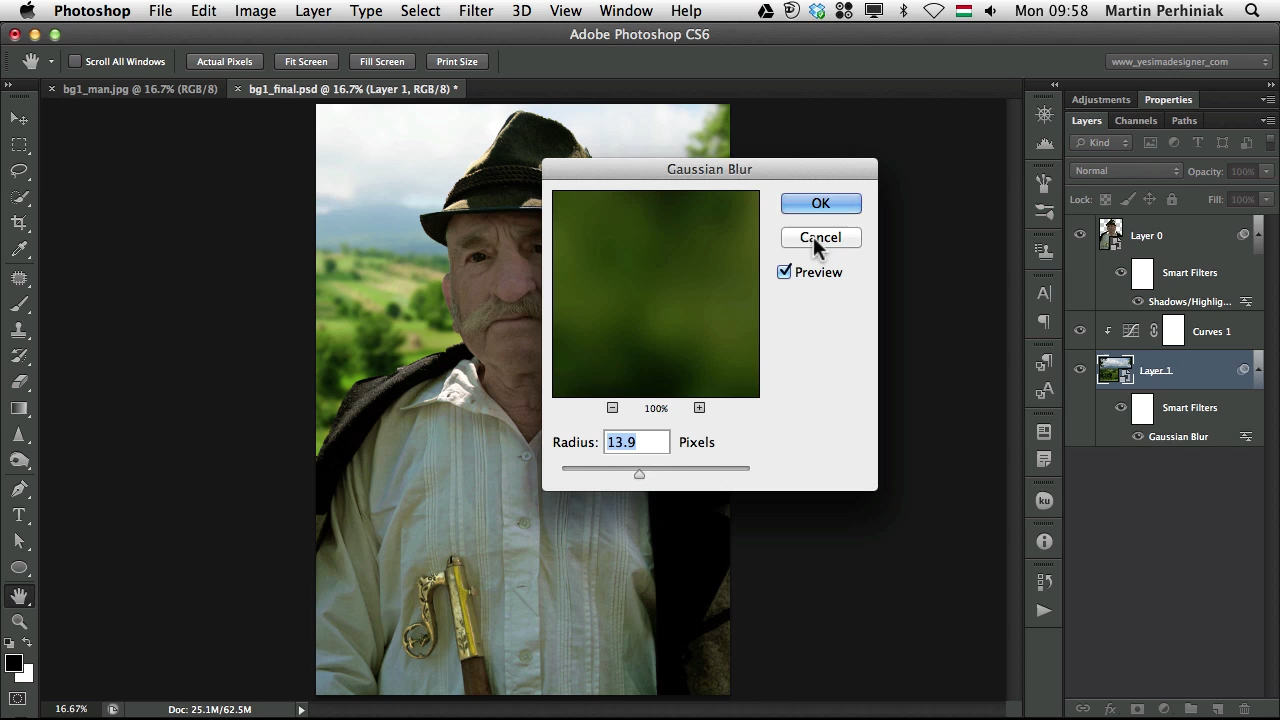 Photoshop File Edit Image Layer Type Select Filter 3D View Window Help Mon 09:58 Martin Perhiniak
Adobe Photoshop CS6
Scroll All Windows Actual Pixels Fit Screen Fill Screen Print Size www_yesimadesigner_com
bg1_man.jpg @ 16.7% (RGB/8) bg1_final.psd @ 16.7% (Layer 1, RGB/8) *
Adjustments Properties
Layers Channels Paths
Kind
Normal Opacity: 100%
Lock: Fill: 100%
Layer 0
Smart Filters
Shadows/Highlig...
Curves 1
Layer 1
Smart Filters
Gaussian Blur
Gaussian Blur
OK
Cancel
Preview
100%
Radius: 13.9 Pixels
ku
16.67% Doc: 25.1M/62.5M